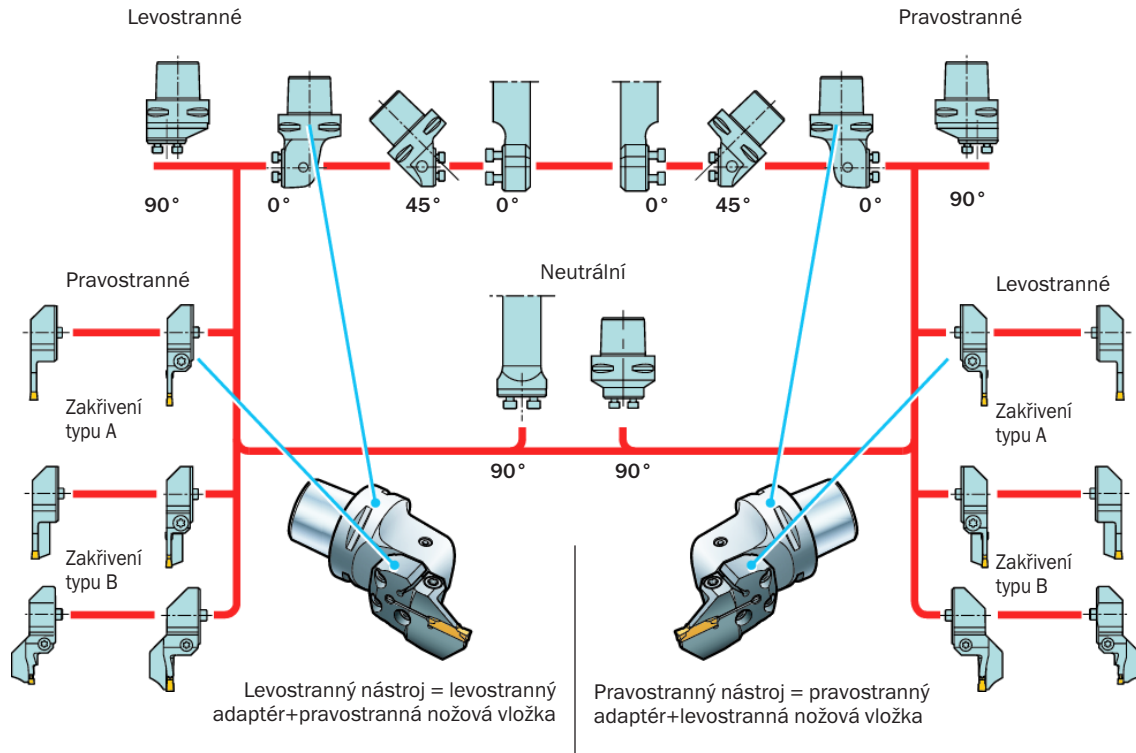 Levostranné
Pravostranné
90°
0°
45°
0°
0°
45°
0°
90°
Pravostranné
Neutrální
Levostranné
Zakřivení
typu A
Zakřivení
typu A
90°
90°
Zakřivení
typu B
Zakřivení
typu B
Levostranný nástroj = levostranný
adaptér+pravostranná nožová vložka
Pravostranný nástroj = pravostranný
adaptér+levostranná nožová vložka